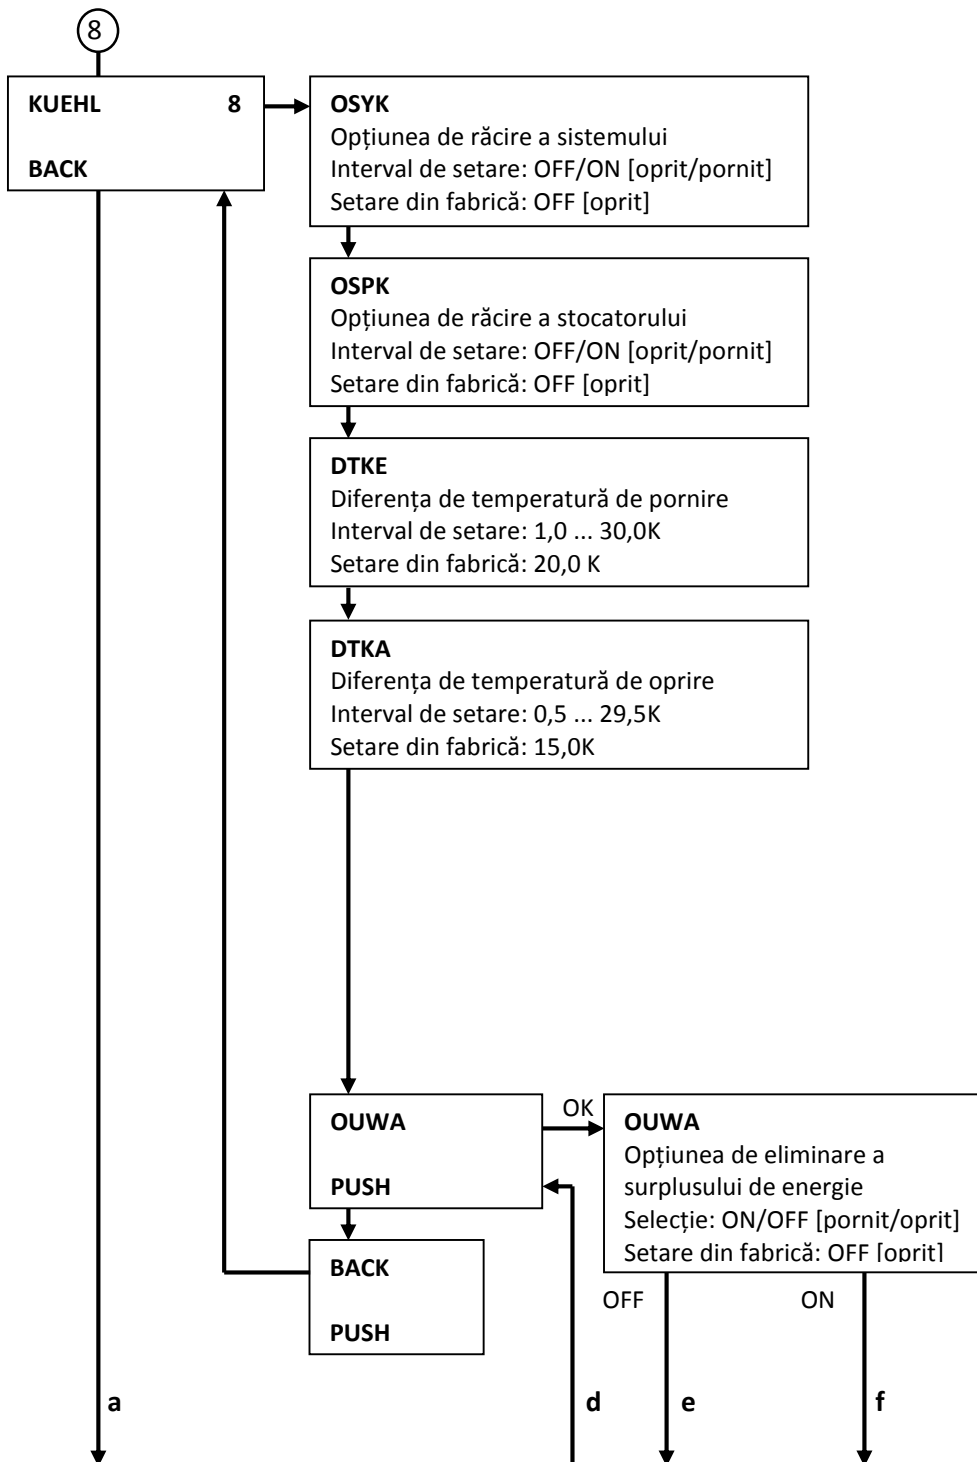 8
KUEHL 8
BACK
OSYK
Opțiunea de răcire a sistemului
Interval de setare: OFF/ON [oprit/pornit]
Setare din fabrică: OFF [oprit]
OSPK
Opțiunea de răcire a stocatorului
Interval de setare: OFF/ON [oprit/pornit]
Setare din fabrică: OFF [oprit]
DTKE
Diferența de temperatură de pornire
Interval de setare: 1,0 ... 30,0K
Setare din fabrică: 20,0 K
DTKA
Diferența de temperatură de oprire
Interval de setare: 0,5 ... 29,5K
Setare din fabrică: 15,0K
OUWA
PUSH
OK
OUWA
Opțiunea de eliminare a
surplusului de energie
Selecție: ON/OFF [pornit/oprit]
Setare din fabrică: OFF [oprit]
BACK
PUSH
OFF ON
a d e f